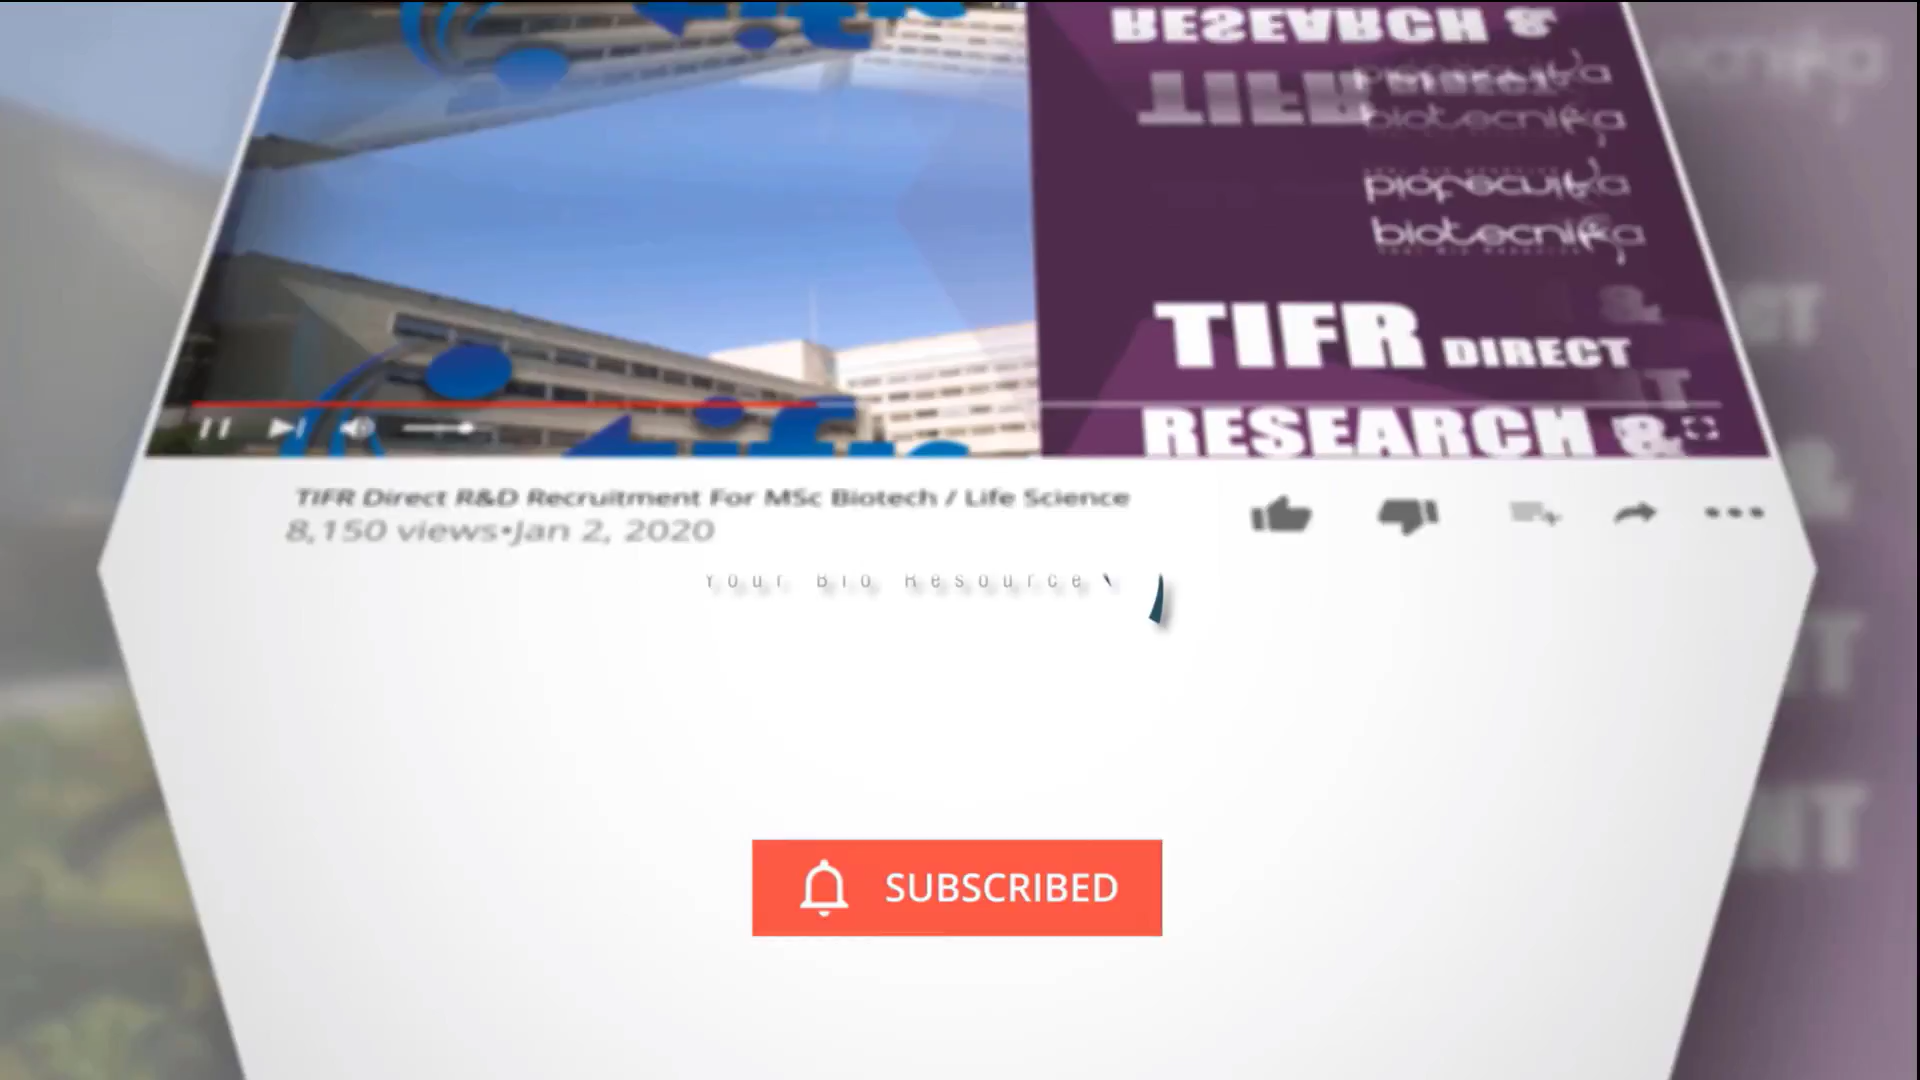 RESEARCH &
TIFR DIRECT
biotecnika
biotecnika
biotecnika
biotecnika
TIFR DIRECT
RESEARCH &
TIFR Direct R&D Recruitment For MSc Biotech / Life Science
8,150 views•Jan 2, 2020
Your Bio Resource
SUBSCRIBED